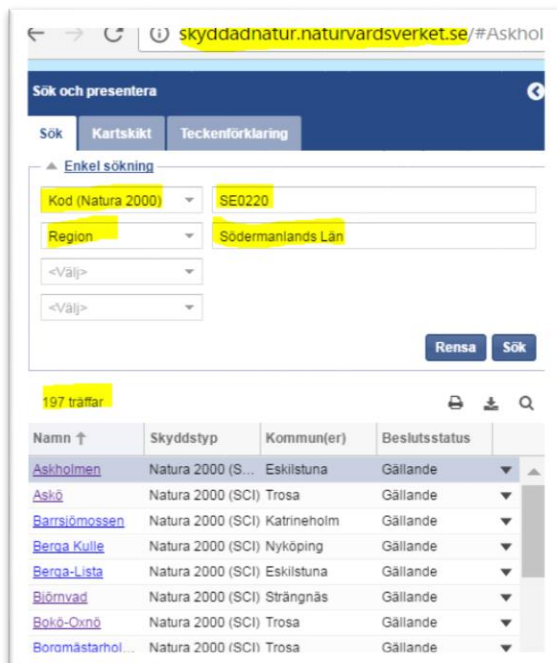 skyddadnatur.naturvardsverket.se/#Askhol
Sök och presentera
Sök Kartskikt Teckenförklaring
Enkel sökning
Kod (Natura 2000) SE0220
Region Södermanlands Län
<Välj>
<Välj>
Rensa Sök
197 träffar
Namn ↑ Skyddstyp Kommun(er) Beslutsstatus
Askholmen Natura 2000 (S... Eskilstuna Gällande
Askö Natura 2000 (SCI) Trosa Gällande
Barrsjömossen Natura 2000 (SCI) Katrineholm Gällande
Berga Kulle Natura 2000 (SCI) Nyköping Gällande
Berga-Lista Natura 2000 (SCI) Eskilstuna Gällande
Björnvad Natura 2000 (SCI) Strängnäs Gällande
Bokö-Oxnö Natura 2000 (SCI) Trosa Gällande
Borgmästarhol... Natura 2000 (SCI) Trosa Gällande